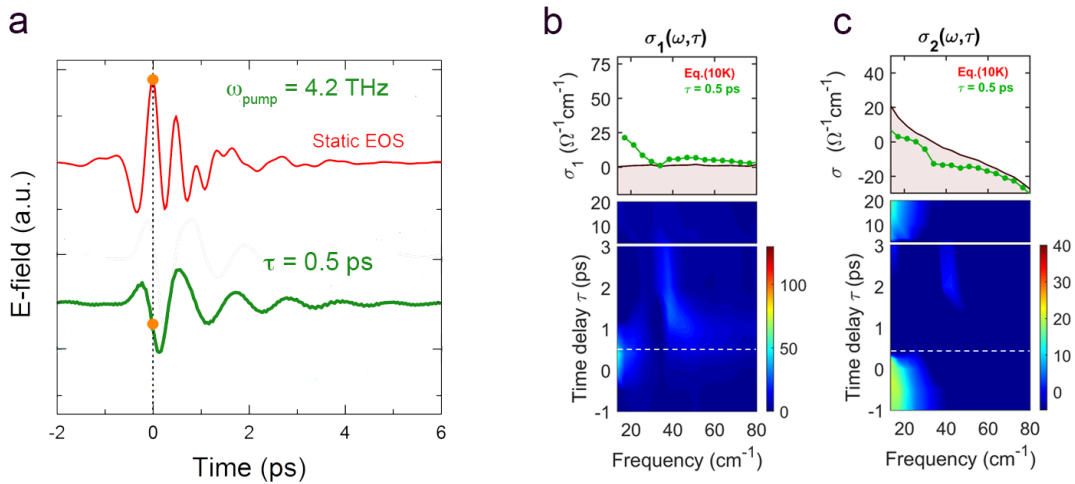 a
ω_pump = 4.2 THz
Static EOS
τ = 0.5 ps
E-field (a.u.)
-2 0 2 4 6
Time (ps)
b
σ₁(ω,τ)
Eq.(10K)
τ = 0.5 ps
75
50
25
0
σ₁ (Ω⁻¹cm⁻¹)
20
10
3
2
1
0
-1
Time delay τ (ps)
100
50
0
20 40 60 80
Frequency (cm⁻¹)
c
σ₂(ω,τ)
Eq.(10K)
τ = 0.5 ps
40
20
0
-20
σ (Ω⁻¹cm⁻¹)
20
10
3
2
1
0
-1
Time delay τ (ps)
40
30
20
10
0
20 40 60 80
Frequency (cm⁻¹)